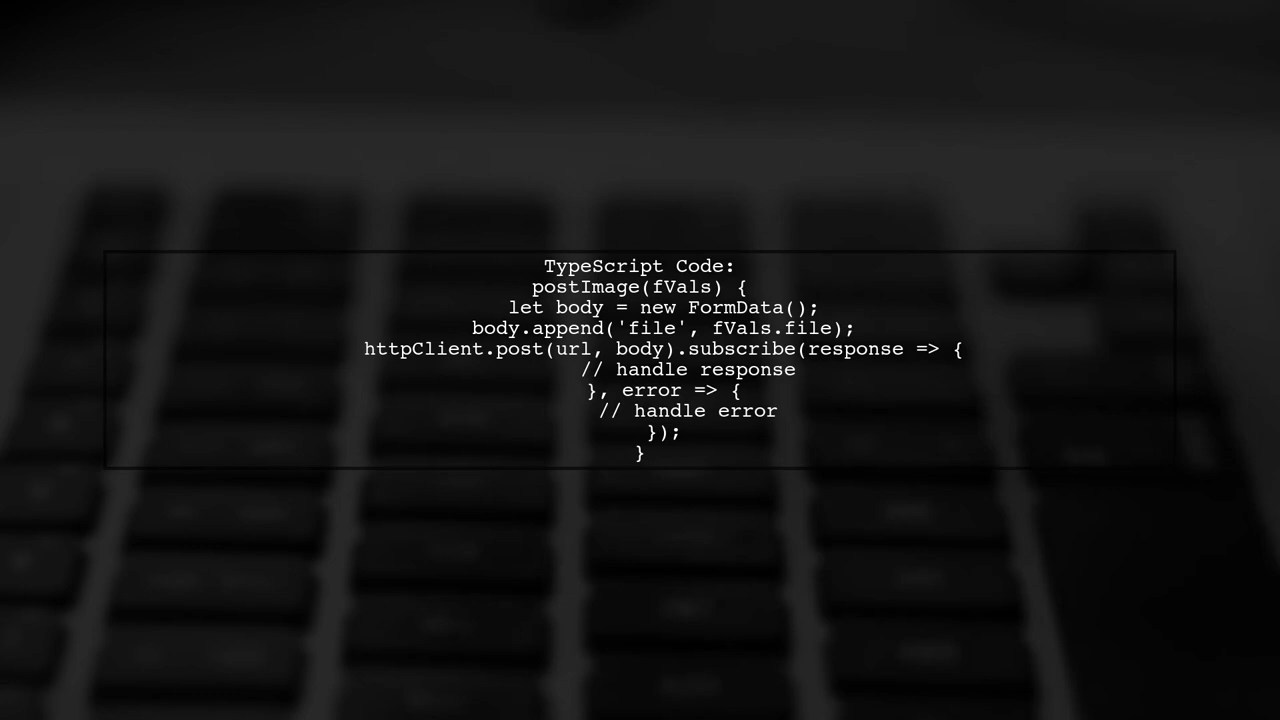 TypeScript Code:
postImage(fVals) {
let body = new FormData();
body.append('file', fVals.file);
httpClient.post(url, body).subscribe(response => {
// handle response
}, error => {
// handle error
});
}